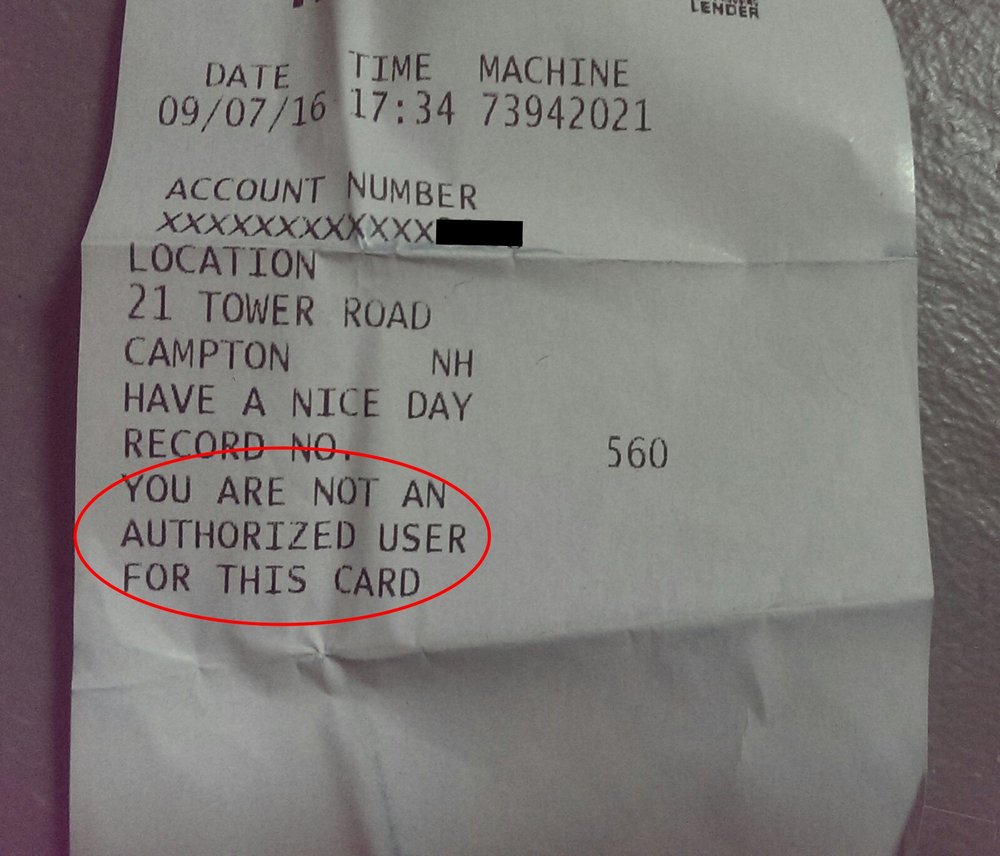 LENDER
DATE TIME MACHINE
09/07/16 17:34 73942021
ACCOUNT NUMBER
XXXXXXXXXXXXX
LOCATION
21 TOWER ROAD
CAMPTON NH
HAVE A NICE DAY
RECORD NO. 560
YOU ARE NOT AN
AUTHORIZED USER
FOR THIS CARD